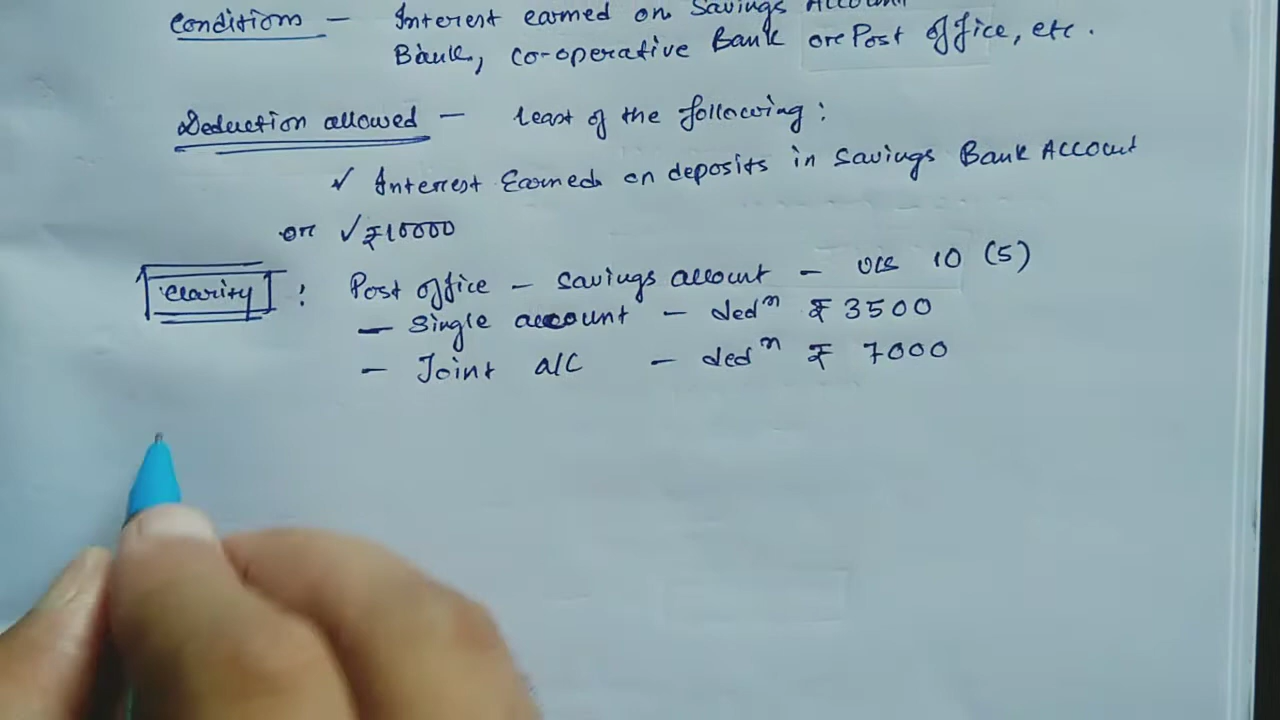 Conditions - Interest earned on Savings Account
Bank, co-operative Bank or Post office, etc.
Deduction allowed - least of the following:
✓ Interest Earned on deposits in Savings Bank Account
or ✓ ₹10000
Clarity : Post office - Savings allount - u/s 10 (5)
- Single account - dedⁿ ₹ 3500
- Joint a/c - dedⁿ ₹ 7000